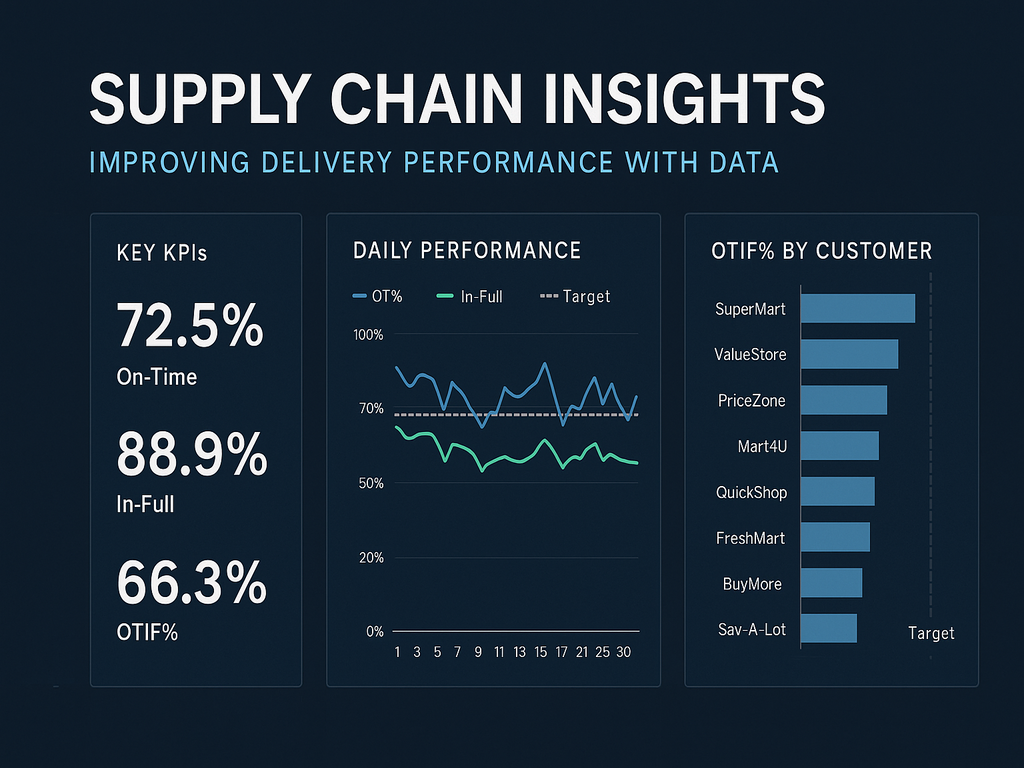 SUPPLY CHAIN INSIGHTS
IMPROVING DELIVERY PERFORMANCE WITH DATA
KEY KPIs
72.5%
On-Time
88.9%
In-Full
66.3%
OTIF%
DAILY PERFORMANCE
OT% In-Full Target
100%
70%
50%
20%
0%
1 3 5 7 9 11 13 15 17 21 25 30
OTIF% BY CUSTOMER
SuperMart
ValueStore
PriceZone
Mart4U
QuickShop
FreshMart
BuyMore
Sav-A-Lot
Target